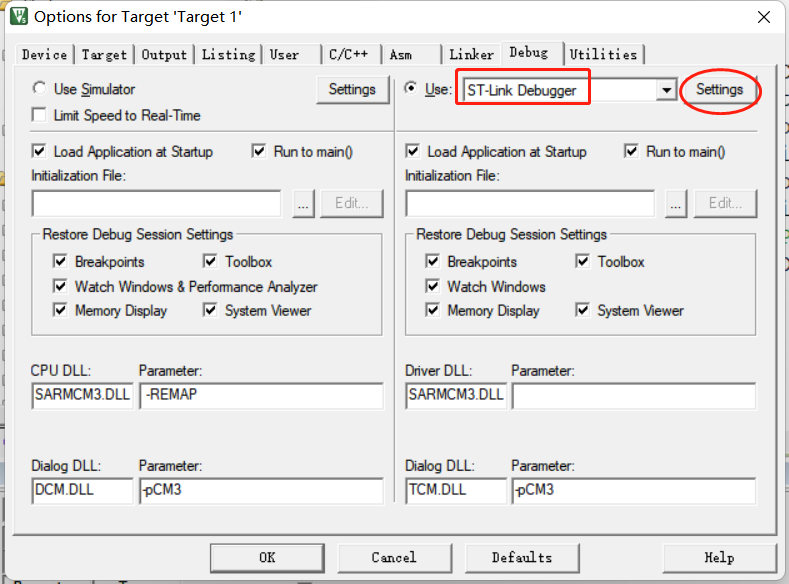 Options for Target 'Target 1'
Device Target Output Listing User C/C++ Asm Linker Debug Utilities
Use Simulator Settings Use: ST-Link Debugger Settings
Limit Speed to Real-Time
Load Application at Startup Run to main() Load Application at Startup Run to main()
Initialization File: Initialization File:
... Edit... ... Edit...
Restore Debug Session Settings Restore Debug Session Settings
Breakpoints Toolbox Breakpoints Toolbox
Watch Windows & Performance Analyzer Watch Windows
Memory Display System Viewer Memory Display System Viewer
CPU DLL: Parameter: Driver DLL: Parameter:
SARMCM3.DLL -REMAP SARMCM3.DLL
Dialog DLL: Parameter: Dialog DLL: Parameter:
DCM.DLL -pCM3 TCM.DLL -pCM3
OK Cancel Defaults Help